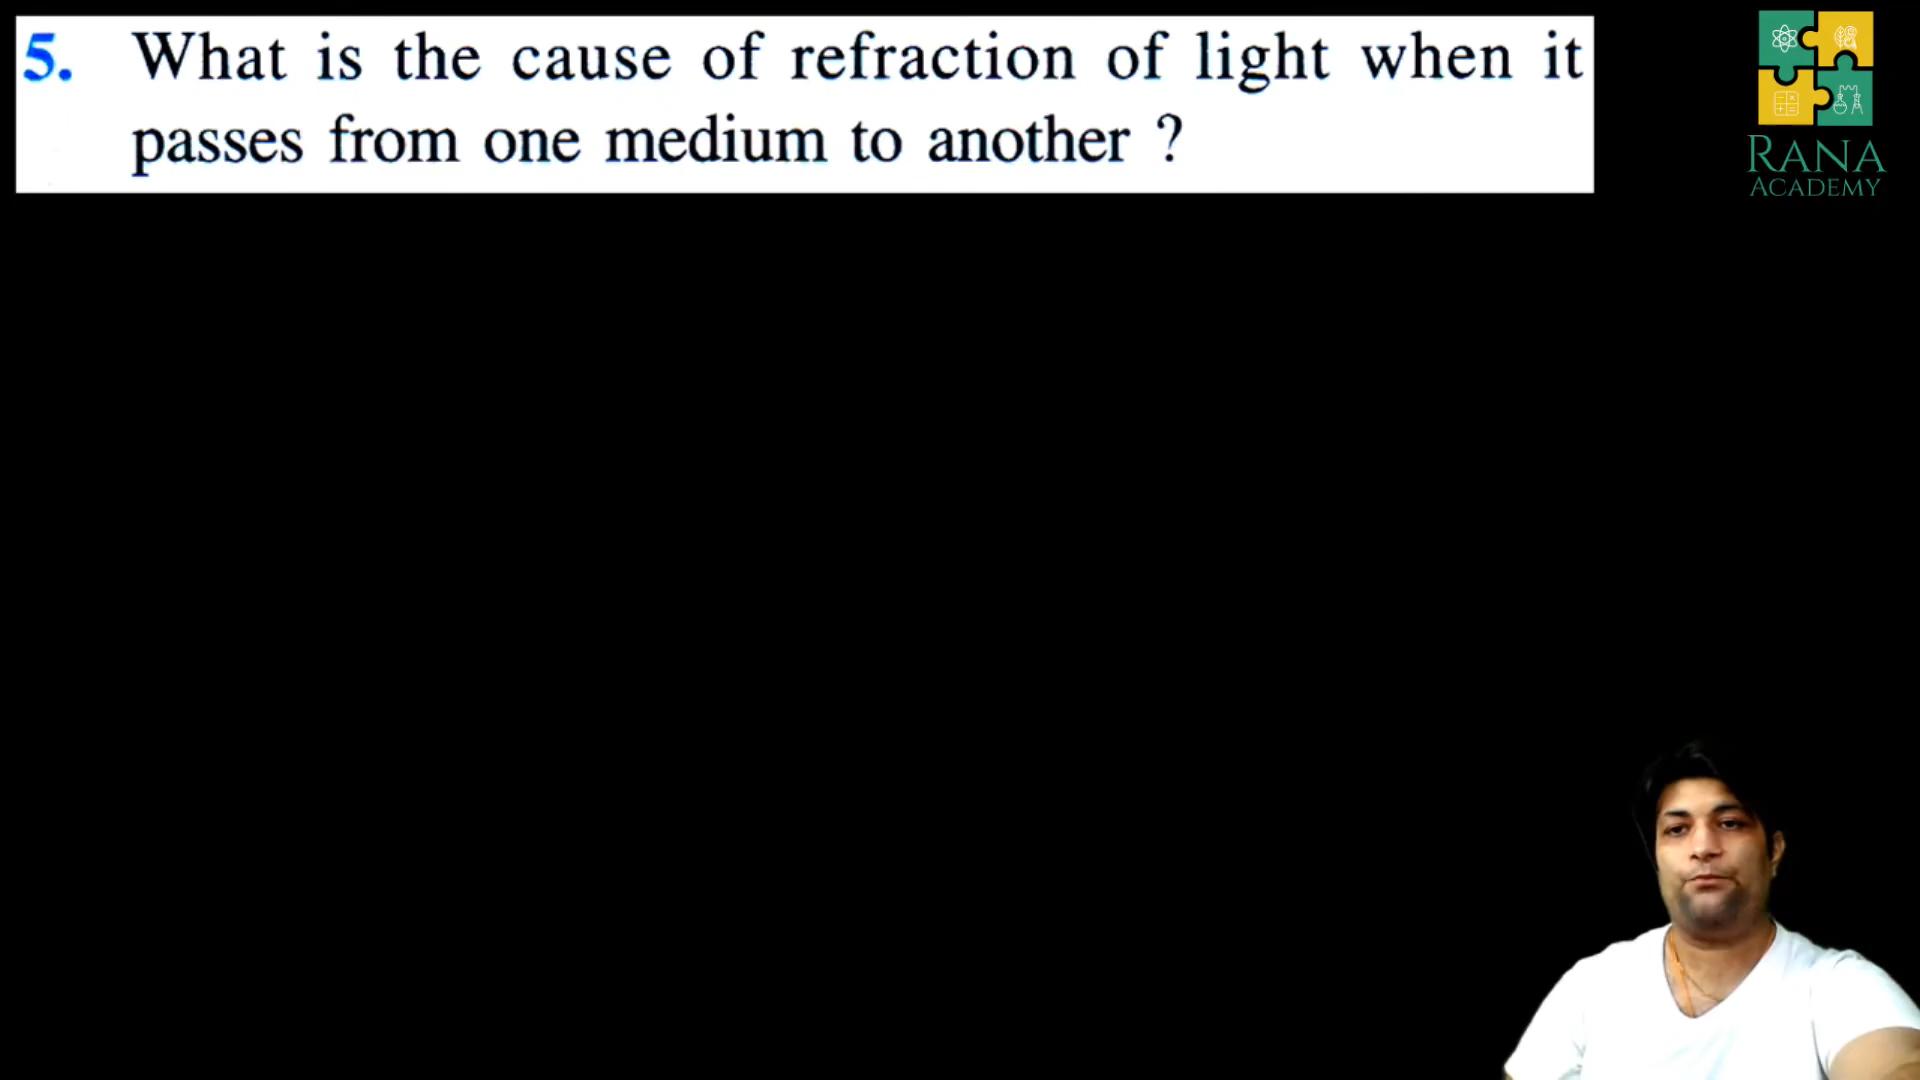 5. What is the cause of refraction of light when it
passes from one medium to another ?
RANA
ACADEMY